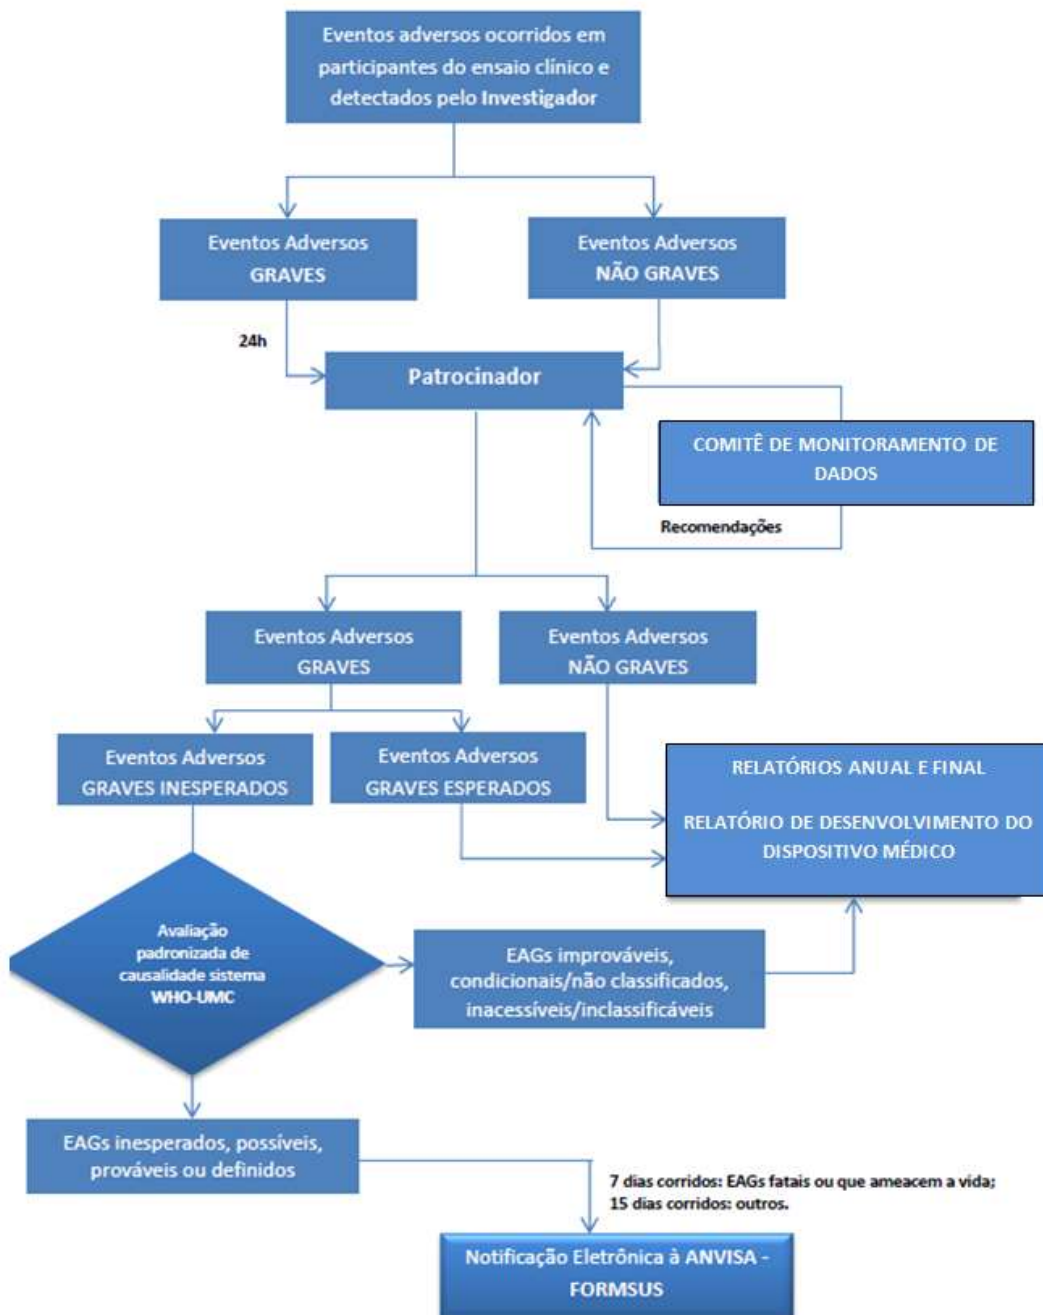 Eventos adversos ocorridos em
participantes do ensaio clínico e
detectados pelo Investigador
Eventos Adversos
GRAVES
Eventos Adversos
NÃO GRAVES
24h
Patrocinador
COMITÊ DE MONITORAMENTO DE
DADOS
Recomendações
Eventos Adversos
GRAVES
Eventos Adversos
NÃO GRAVES
Eventos Adversos
GRAVES INESPERADOS
Eventos Adversos
GRAVES ESPERADOS
RELATÓRIOS ANUAL E FINAL
RELATÓRIO DE DESENVOLVIMENTO DO
DISPOSITIVO MÉDICO
Avaliação
padronizada de
causalidade sistema
WHO-UMC
EAGs improváveis,
condicionais/não classificados,
inacessíveis/inclassificáveis
EAGs inesperados, possíveis,
prováveis ou definidos
7 dias corridos: EAGs fatais ou que ameacem a vida;
15 dias corridos: outros.
Notificação Eletrônica à ANVISA -
FORMSUS